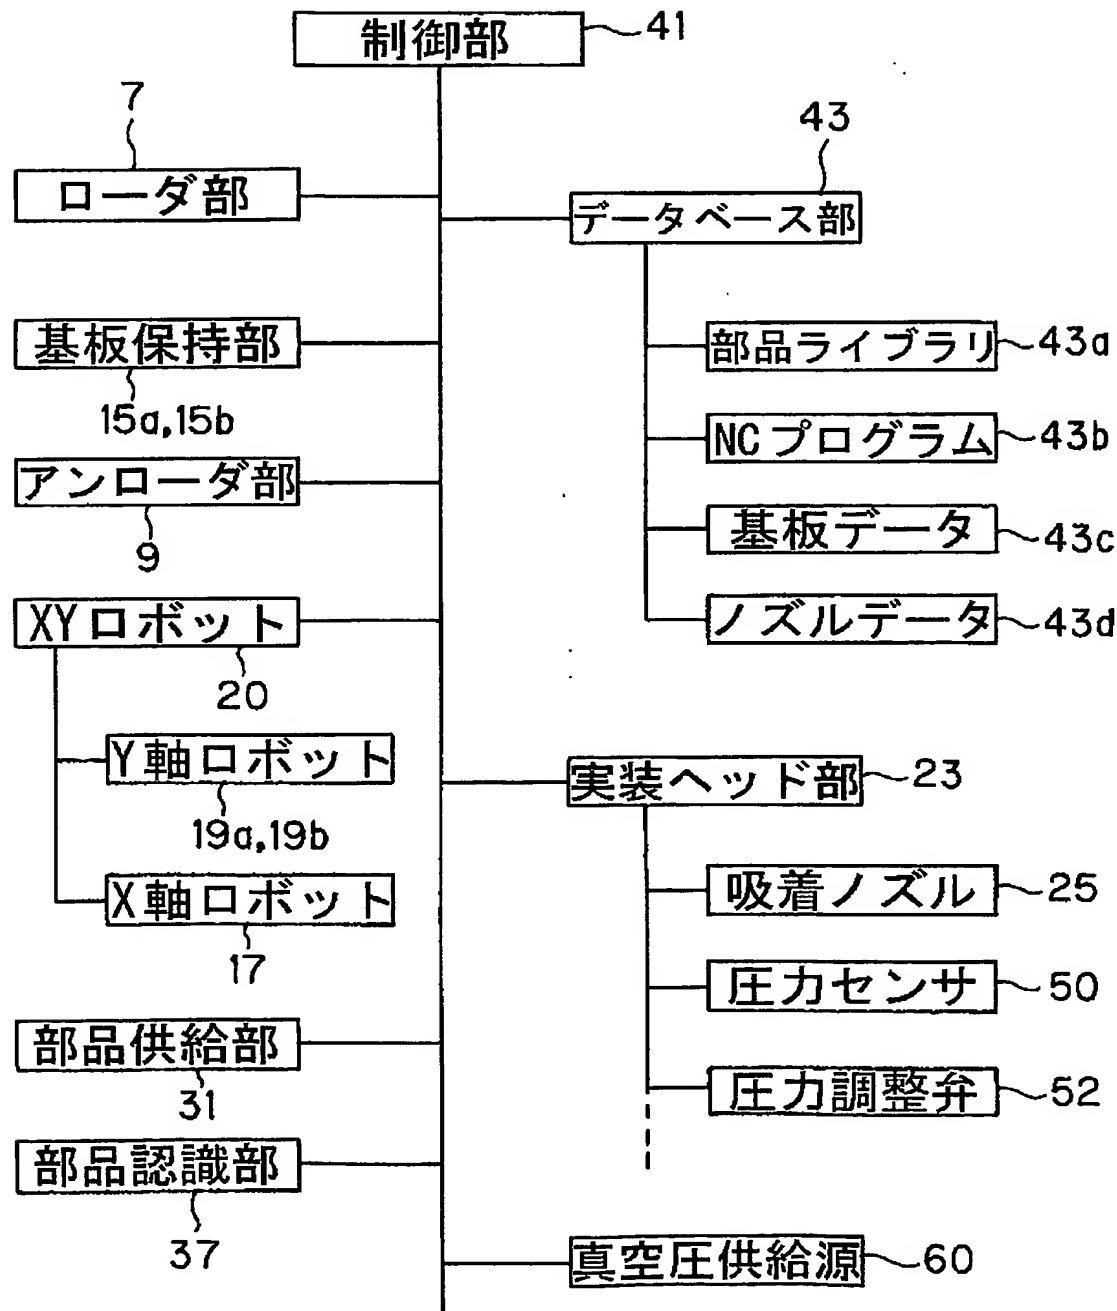 制御部
41
7
ローダ部
43
データベース部
基板保持部
15a,15b
部品ライブラリ
43a
NCプログラム
43b
アンローダ部
9
基板データ
43c
XYロボット
20
ノズルデータ
43d
Y軸ロボット
19a,19b
実装ヘッド部
23
X軸ロボット
17
吸着ノズル
25
圧力センサ
50
部品供給部
31
圧力調整弁
52
部品認識部
37
真空圧供給源
60